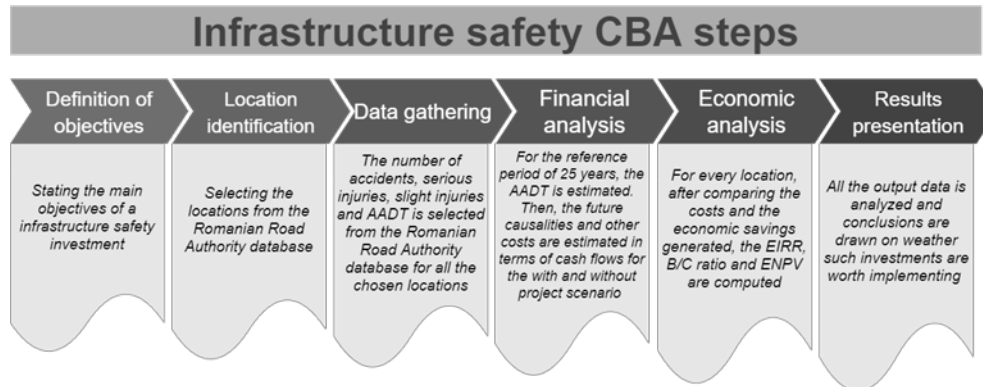 Infrastructure safety CBA steps
Definition of
objectives
Stating the main
objectives of a
infrastructure safety
investment
Location
identification
Selecting the
locations from the
Romanian Road
Authority database
Data gathering
The number of
accidents, serious
injuries, slight injuries
and AADT is selected
from the Romanian
Road Authority
database for all the
chosen locations
Financial
analysis
For the reference
period of 25 years, the
AADT is estimated.
Then, the future
causalities and other
costs are estimated in
terms of cash flows for
the with and without
project scenario
Economic
analysis
For every location,
after comparing the
costs and the
economic savings
generated, the EIRR,
B/C ratio and ENPV
are computed
Results
presentation
All the output data is
analyzed and
conclusions are
drawn on weather
such investments are
worth implementing